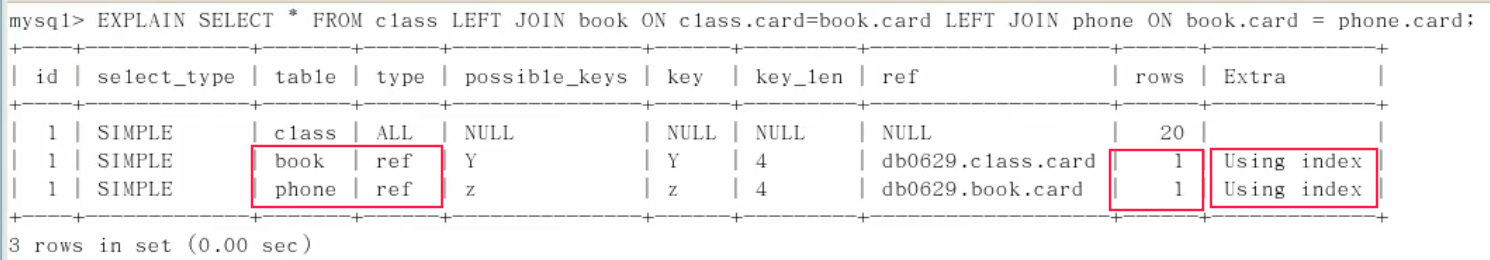 mysql> EXPLAIN SELECT * FROM class LEFT JOIN book ON class.card=book.card LEFT JOIN phone ON book.card = phone.card;
+----+-------------+-------+------+---------------+------+---------+-------------------+------+-------------+
| id | select_type | table | type | possible_keys | key | key_len | ref | rows | Extra |
+----+-------------+-------+------+---------------+------+---------+-------------------+------+-------------+
| 1 | SIMPLE | class | ALL | NULL | NULL | NULL | NULL | 20 | |
| 1 | SIMPLE | book | ref | Y | Y | 4 | db0629.class.card | 1 | Using index |
| 1 | SIMPLE | phone | ref | z | z | 4 | db0629.book.card | 1 | Using index |
+----+-------------+-------+------+---------------+------+---------+-------------------+------+-------------+
3 rows in set (0.00 sec)